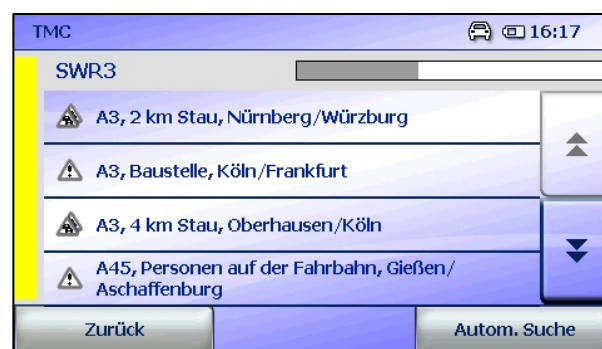 TMC 16:17
SWR3
A3, 2 km Stau, Nürnberg/Würzburg
A3, Baustelle, Köln/Frankfurt
A3, 4 km Stau, Oberhausen/Köln
A45, Personen auf der Fahrbahn, Gießen/
Aschaffenburg
Zurück Autom. Suche